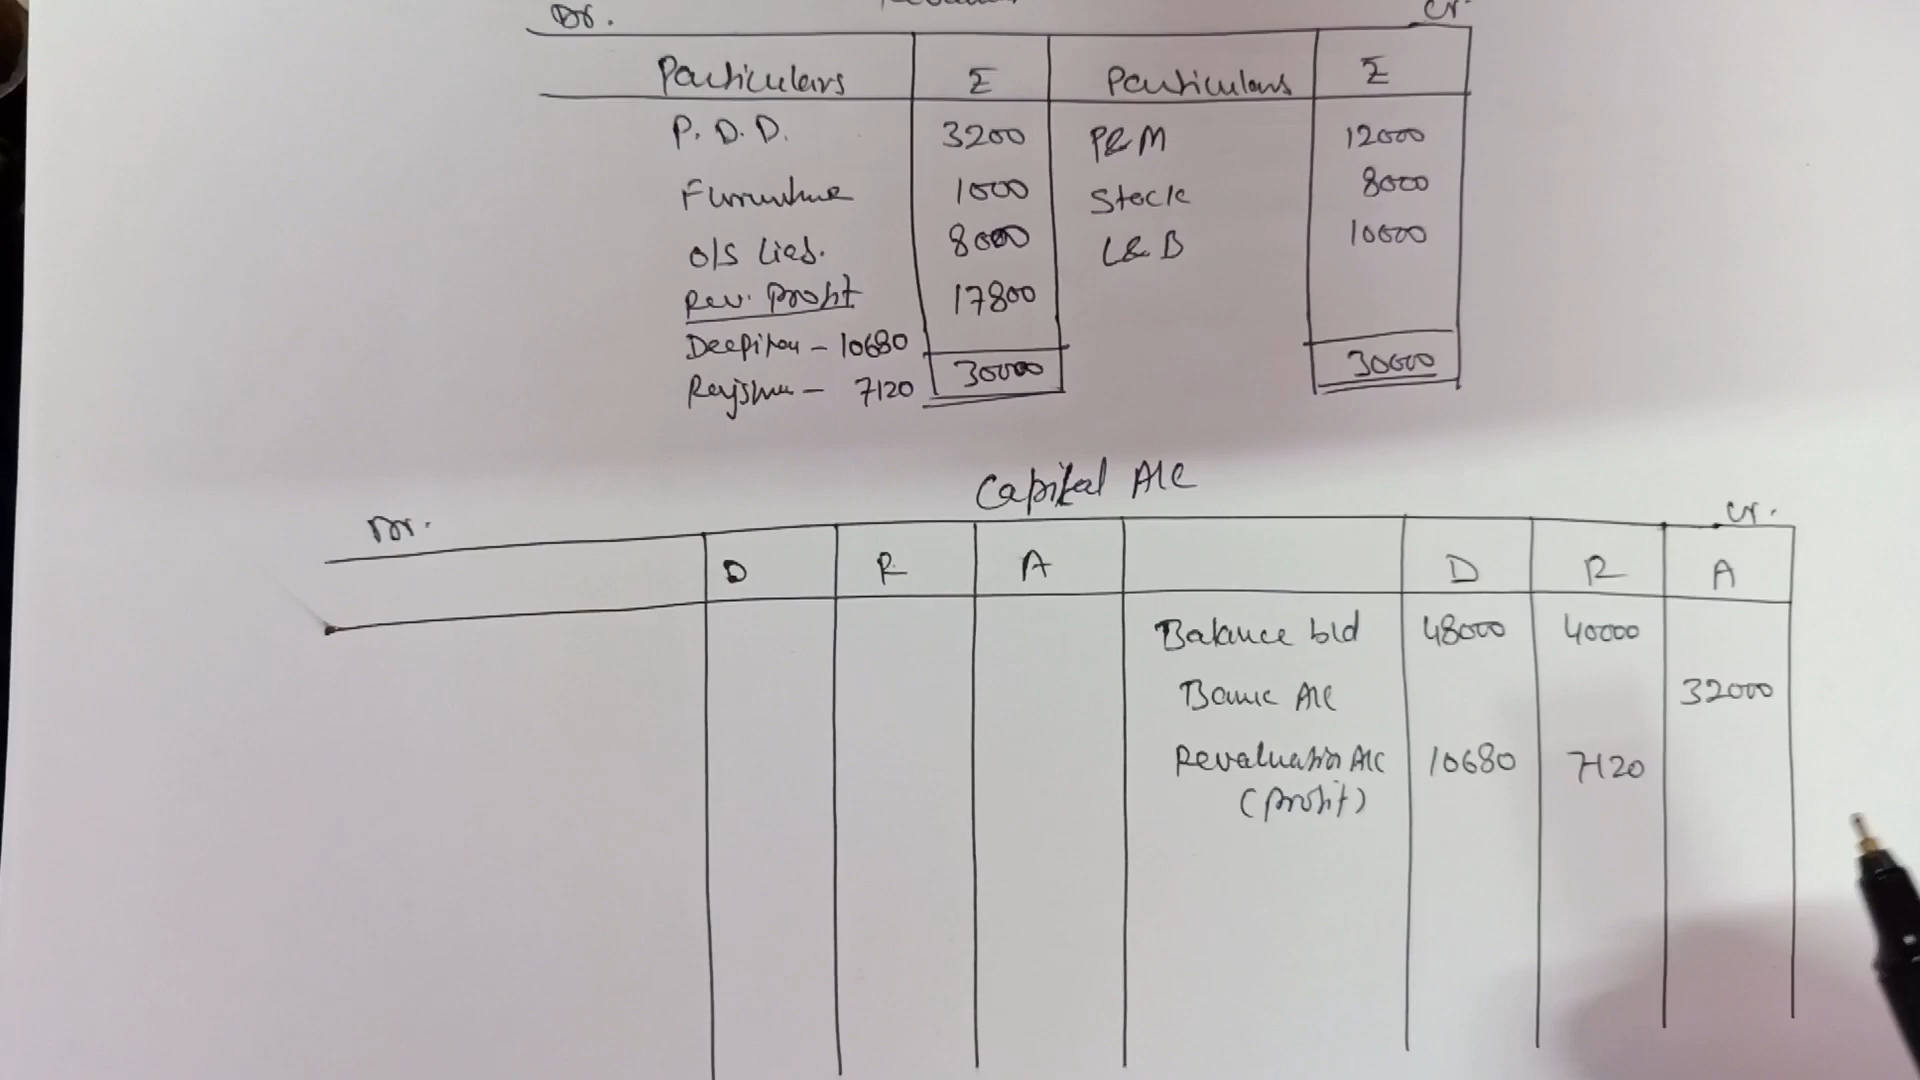 Dr. Cr.
Particulars ₹ Particulars ₹
P.D.D. 3200 P&M 12000
Furniture 1000 Stock 8000
O/S Liab. 8000 L&B 10000
Rev. Profit 17800
Deepika - 10680
Rajshree - 7120 30000 30000
Capital A/c
Dr. Cr.
D R A D R A
Balance b/d 48000 40000
Bank A/c 32000
Revaluation A/c 10680 7120
(Profit)